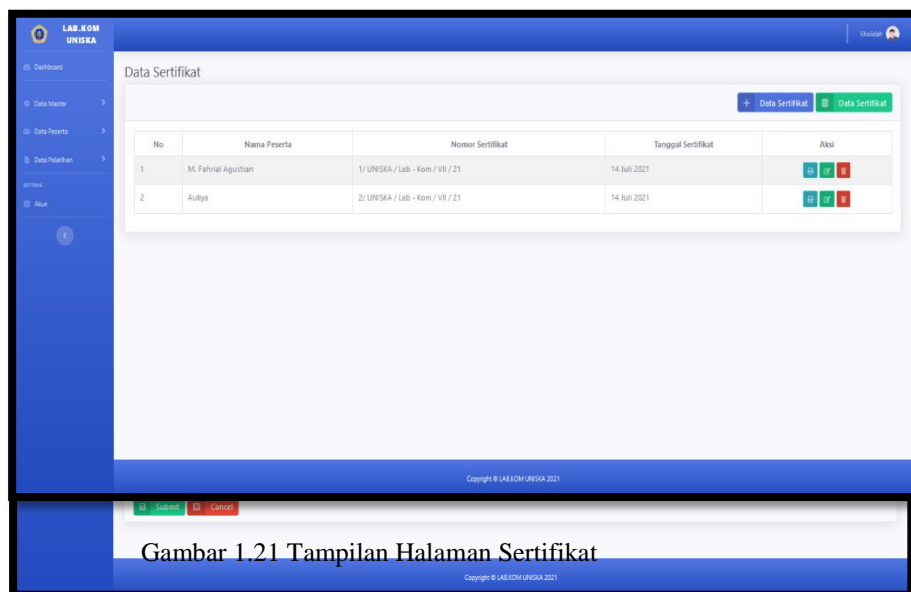 LAB.KOM
UNISKA
Khalidah
Dashboard
Data Master
Data Peserta
Data Pelatihan
SETTINGS
Akun
Data Sertifikat
Data Sertifikat
Data Sertifikat
No Nama Peserta Nomor Sertifikat Tanggal Sertifikat Aksi
1 M. Fahrial Agustian 1/ UNISKA / Lab - Kom / VII / 21 14 Juli 2021
2 Auliya 2/ UNISKA / Lab - Kom / VII / 21 14 Juli 2021
Copyright © LAB.KOM UNISKA 2021
Submit Cancel
Gambar 1.21 Tampilan Halaman Sertifikat
Copyright © LAB.KOM UNISKA 2021